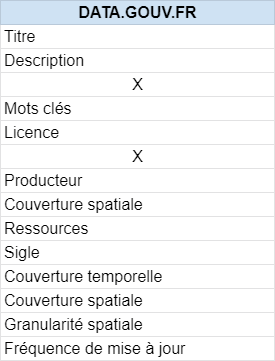 DATA.GOUV.FR
Titre
Description
X
Mots clés
Licence
X
Producteur
Couverture spatiale
Ressources
Sigle
Couverture temporelle
Couverture spatiale
Granularité spatiale
Fréquence de mise à jour